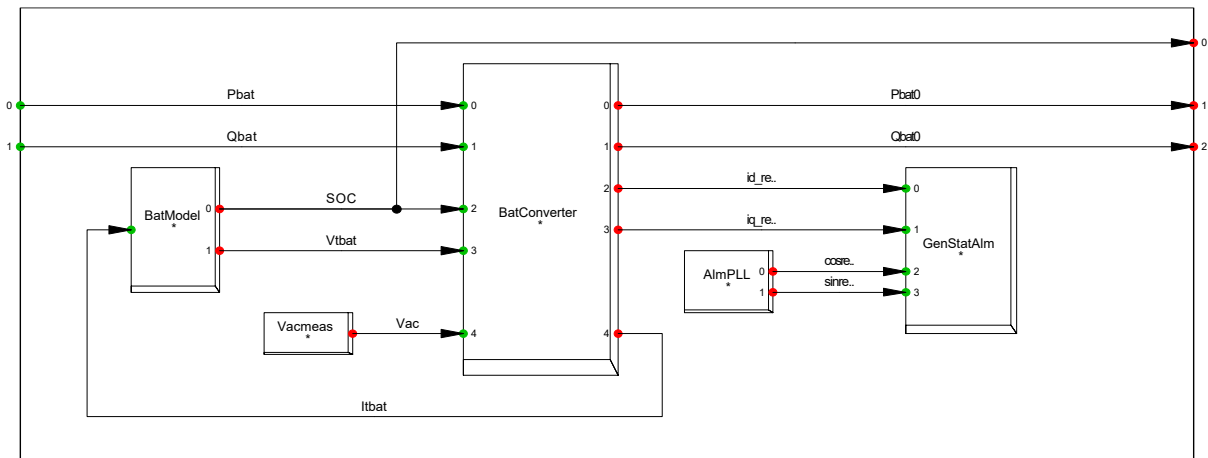 0
0 Pbat 0 0 Pbat0 1
1 Qbat 1 1 Qbat0 2
2 id_re.. 0
BatModel
*
0 SOC 2 BatConverter
*
3 iq_re.. 1
1 Vtbat 3 GenStatAlm
*
AlmPLL
*
0 cosre.. 2
1 sinre.. 3
Vacmeas
*
Vac 4 4
Itbat